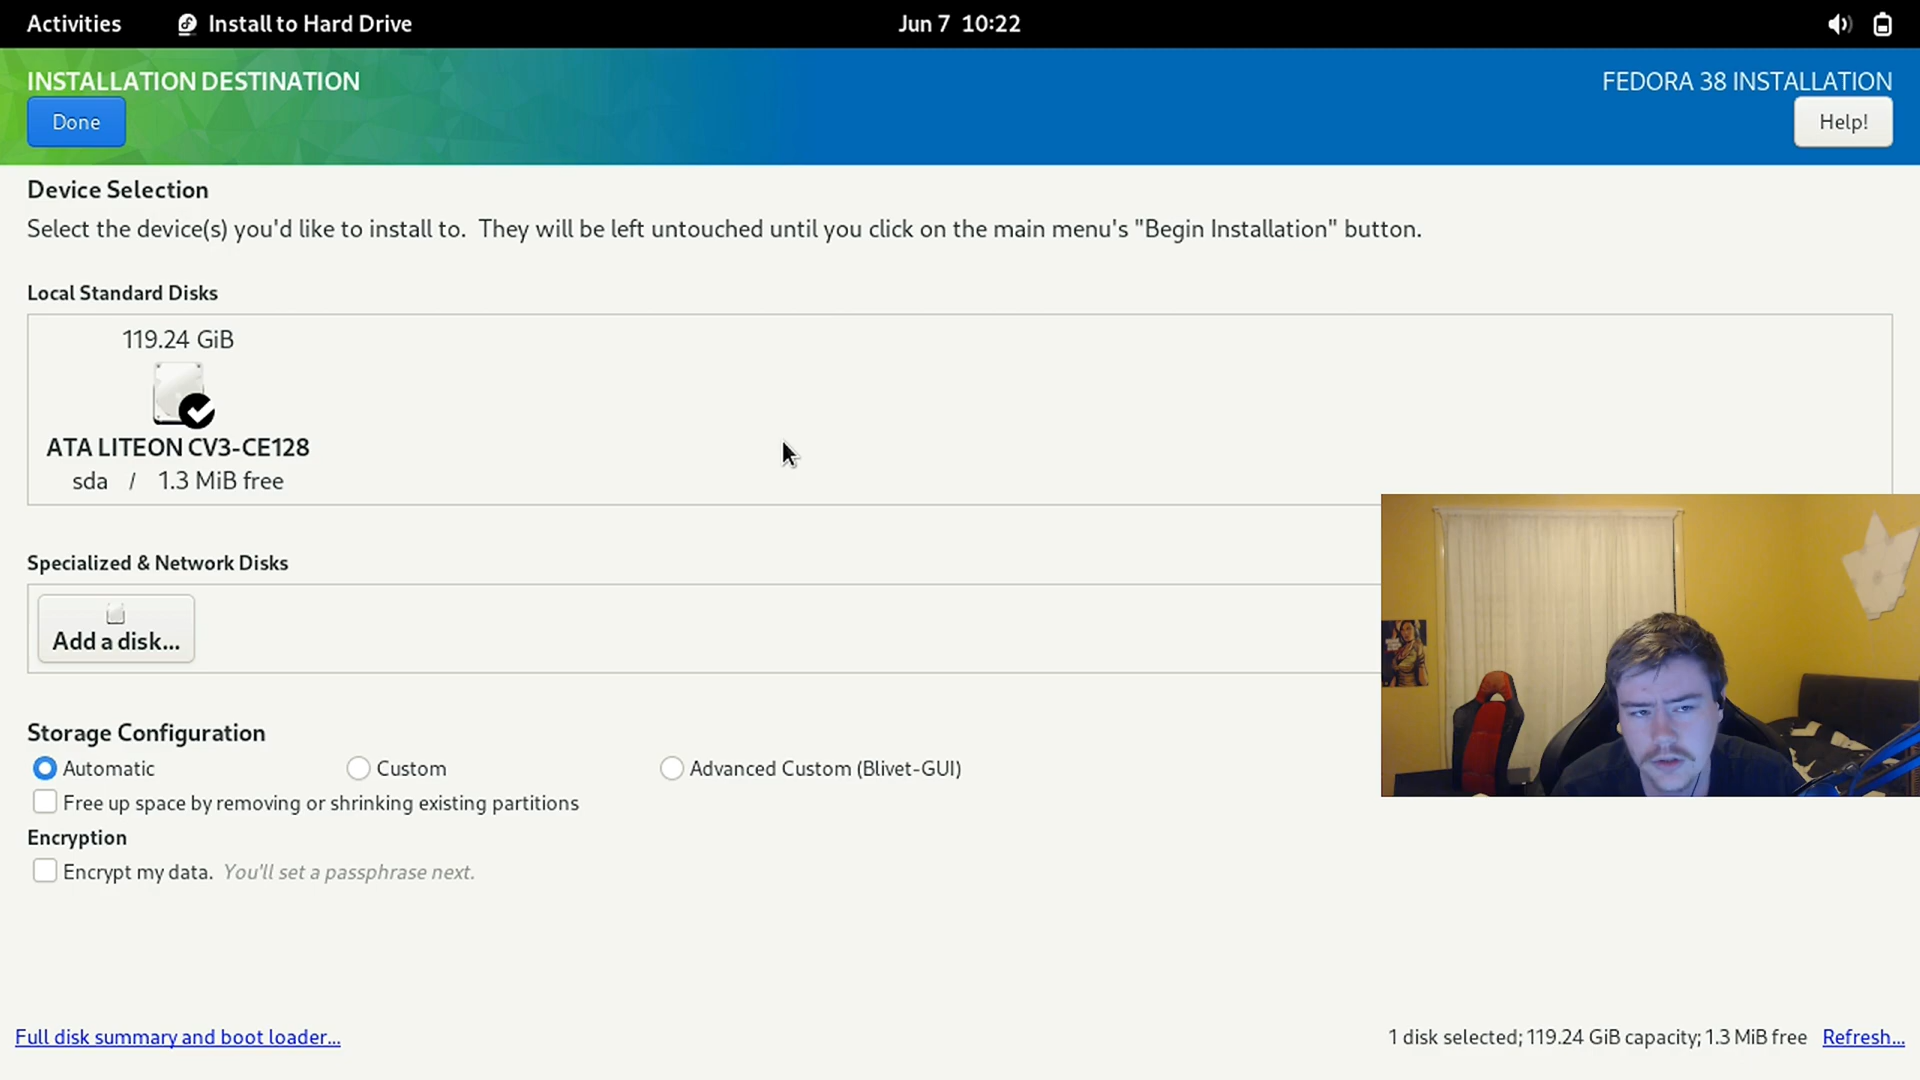 Activities
Install to Hard Drive
Jun 7 10:22
INSTALLATION DESTINATION
FEDORA 38 INSTALLATION
Done
Help!
Device Selection
Select the device(s) you'd like to install to. They will be left untouched until you click on the main menu's "Begin Installation" button.
Local Standard Disks
119.24 GiB
ATA LITEON CV3-CE128
sda / 1.3 MiB free
Specialized & Network Disks
Add a disk...
Storage Configuration
Automatic
Custom
Advanced Custom (Blivet-GUI)
Free up space by removing or shrinking existing partitions
Encryption
Encrypt my data. You'll set a passphrase next.
Full disk summary and boot loader...
1 disk selected; 119.24 GiB capacity; 1.3 MiB free Refresh...